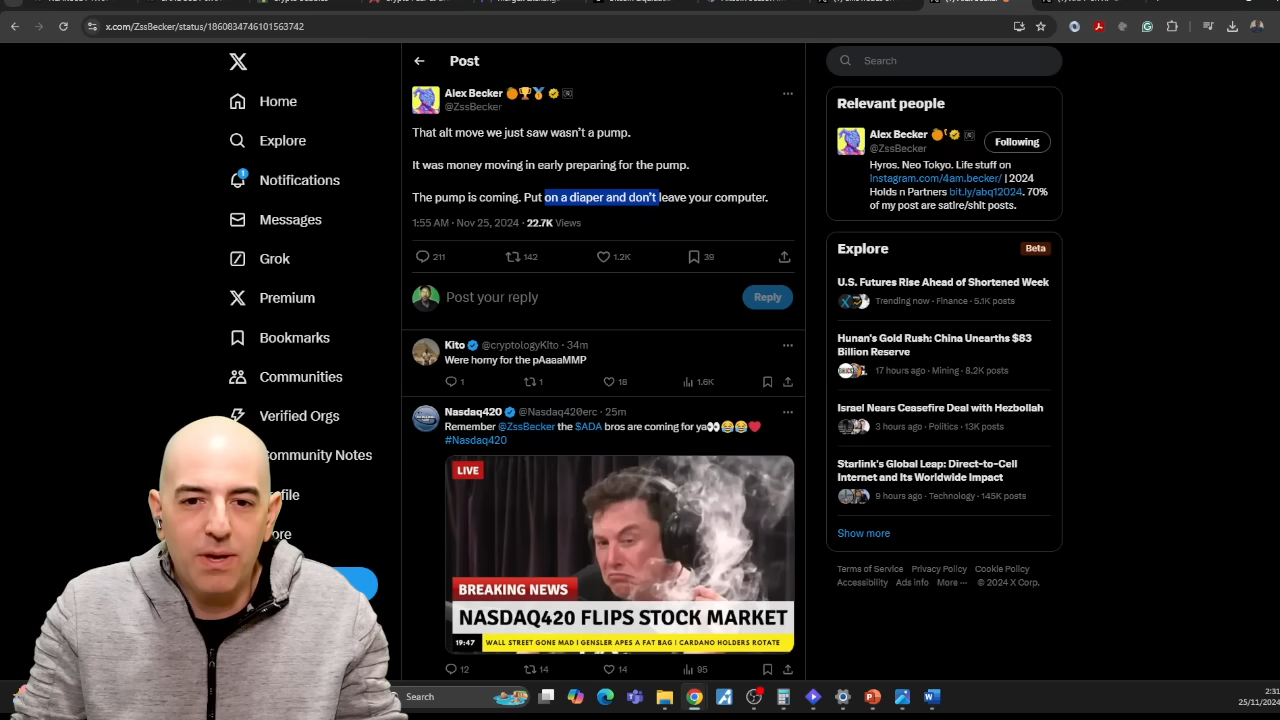 x.com/ZssBecker/status/1860834746101563742
Home
Explore
1
Notifications
Messages
Grok
Premium
Bookmarks
Communities
Verified Orgs
ommunity Notes
file
ore
Post
Alex Becker
@ZssBecker
That alt move we just saw wasn't a pump.
It was money moving in early preparing for the pump.
The pump is coming. Put on a diaper and don't leave your computer.
1:55 AM · Nov 25, 2024 · 22.7K Views
211 142 1.2K 39
Post your reply
Reply
Kito @cryptologyKito · 34m
Were horny for the pAaaaMMP
1 1 18 1.6K
Nasdaq420 @Nasdaq420erc · 25m
Remember @ZssBecker the $ADA bros are coming for ya👀😂😂❤️
#Nasdaq420
LIVE
BREAKING NEWS
NASDAQ420 FLIPS STOCK MARKET
19:47 WALL STREET GONE MAD | GENSLER APES A FAT BAG | CARDANO HOLDERS ROTATE
12 14 14 95
Search
Relevant people
Alex Becker
@ZssBecker
Following
Hyros. Neo Tokyo. Life stuff on
Instagram.com/4am.becker/ | 2024
Holds n Partners bit.ly/abq12024. 70%
of my post are satire/shit posts.
Explore
Beta
U.S. Futures Rise Ahead of Shortened Week
Trending now · Finance · 5.1K posts
Hunan's Gold Rush: China Unearths $83
Billion Reserve
17 hours ago · Mining · 8.2K posts
Israel Nears Ceasefire Deal with Hezbollah
3 hours ago · Politics · 13K posts
Starlink's Global Leap: Direct-to-Cell
Internet and Its Worldwide Impact
9 hours ago · Technology · 145K posts
Show more
Terms of Service Privacy Policy Cookie Policy
Accessibility Ads info More ··· © 2024 X Corp.
Search
2:31
25/11/2024